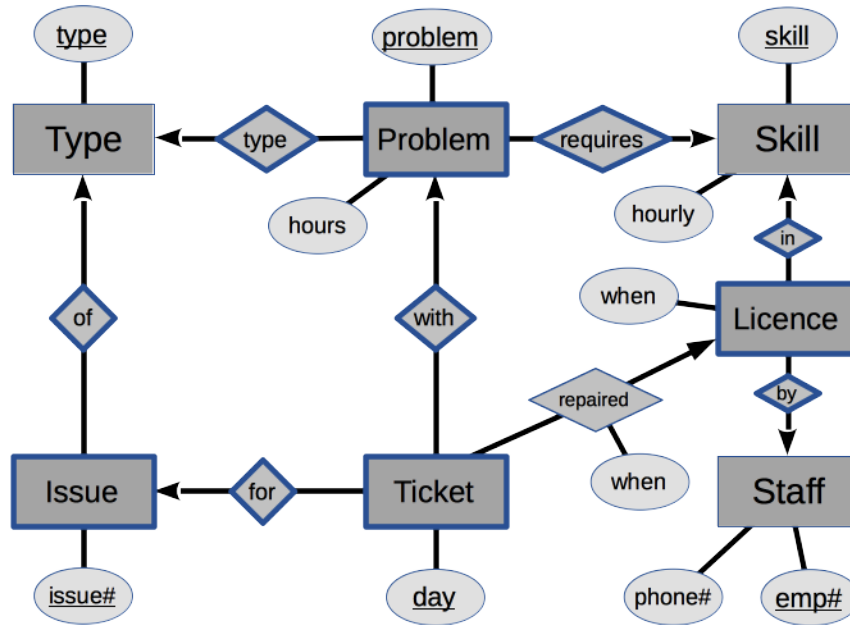 type
problem
skill
Type
type
Problem
requires
Skill
hours
hourly
in
when
Licence
of
with
by
repaired
Issue
for
Ticket
when
Staff
issue#
day
phone#
emp#